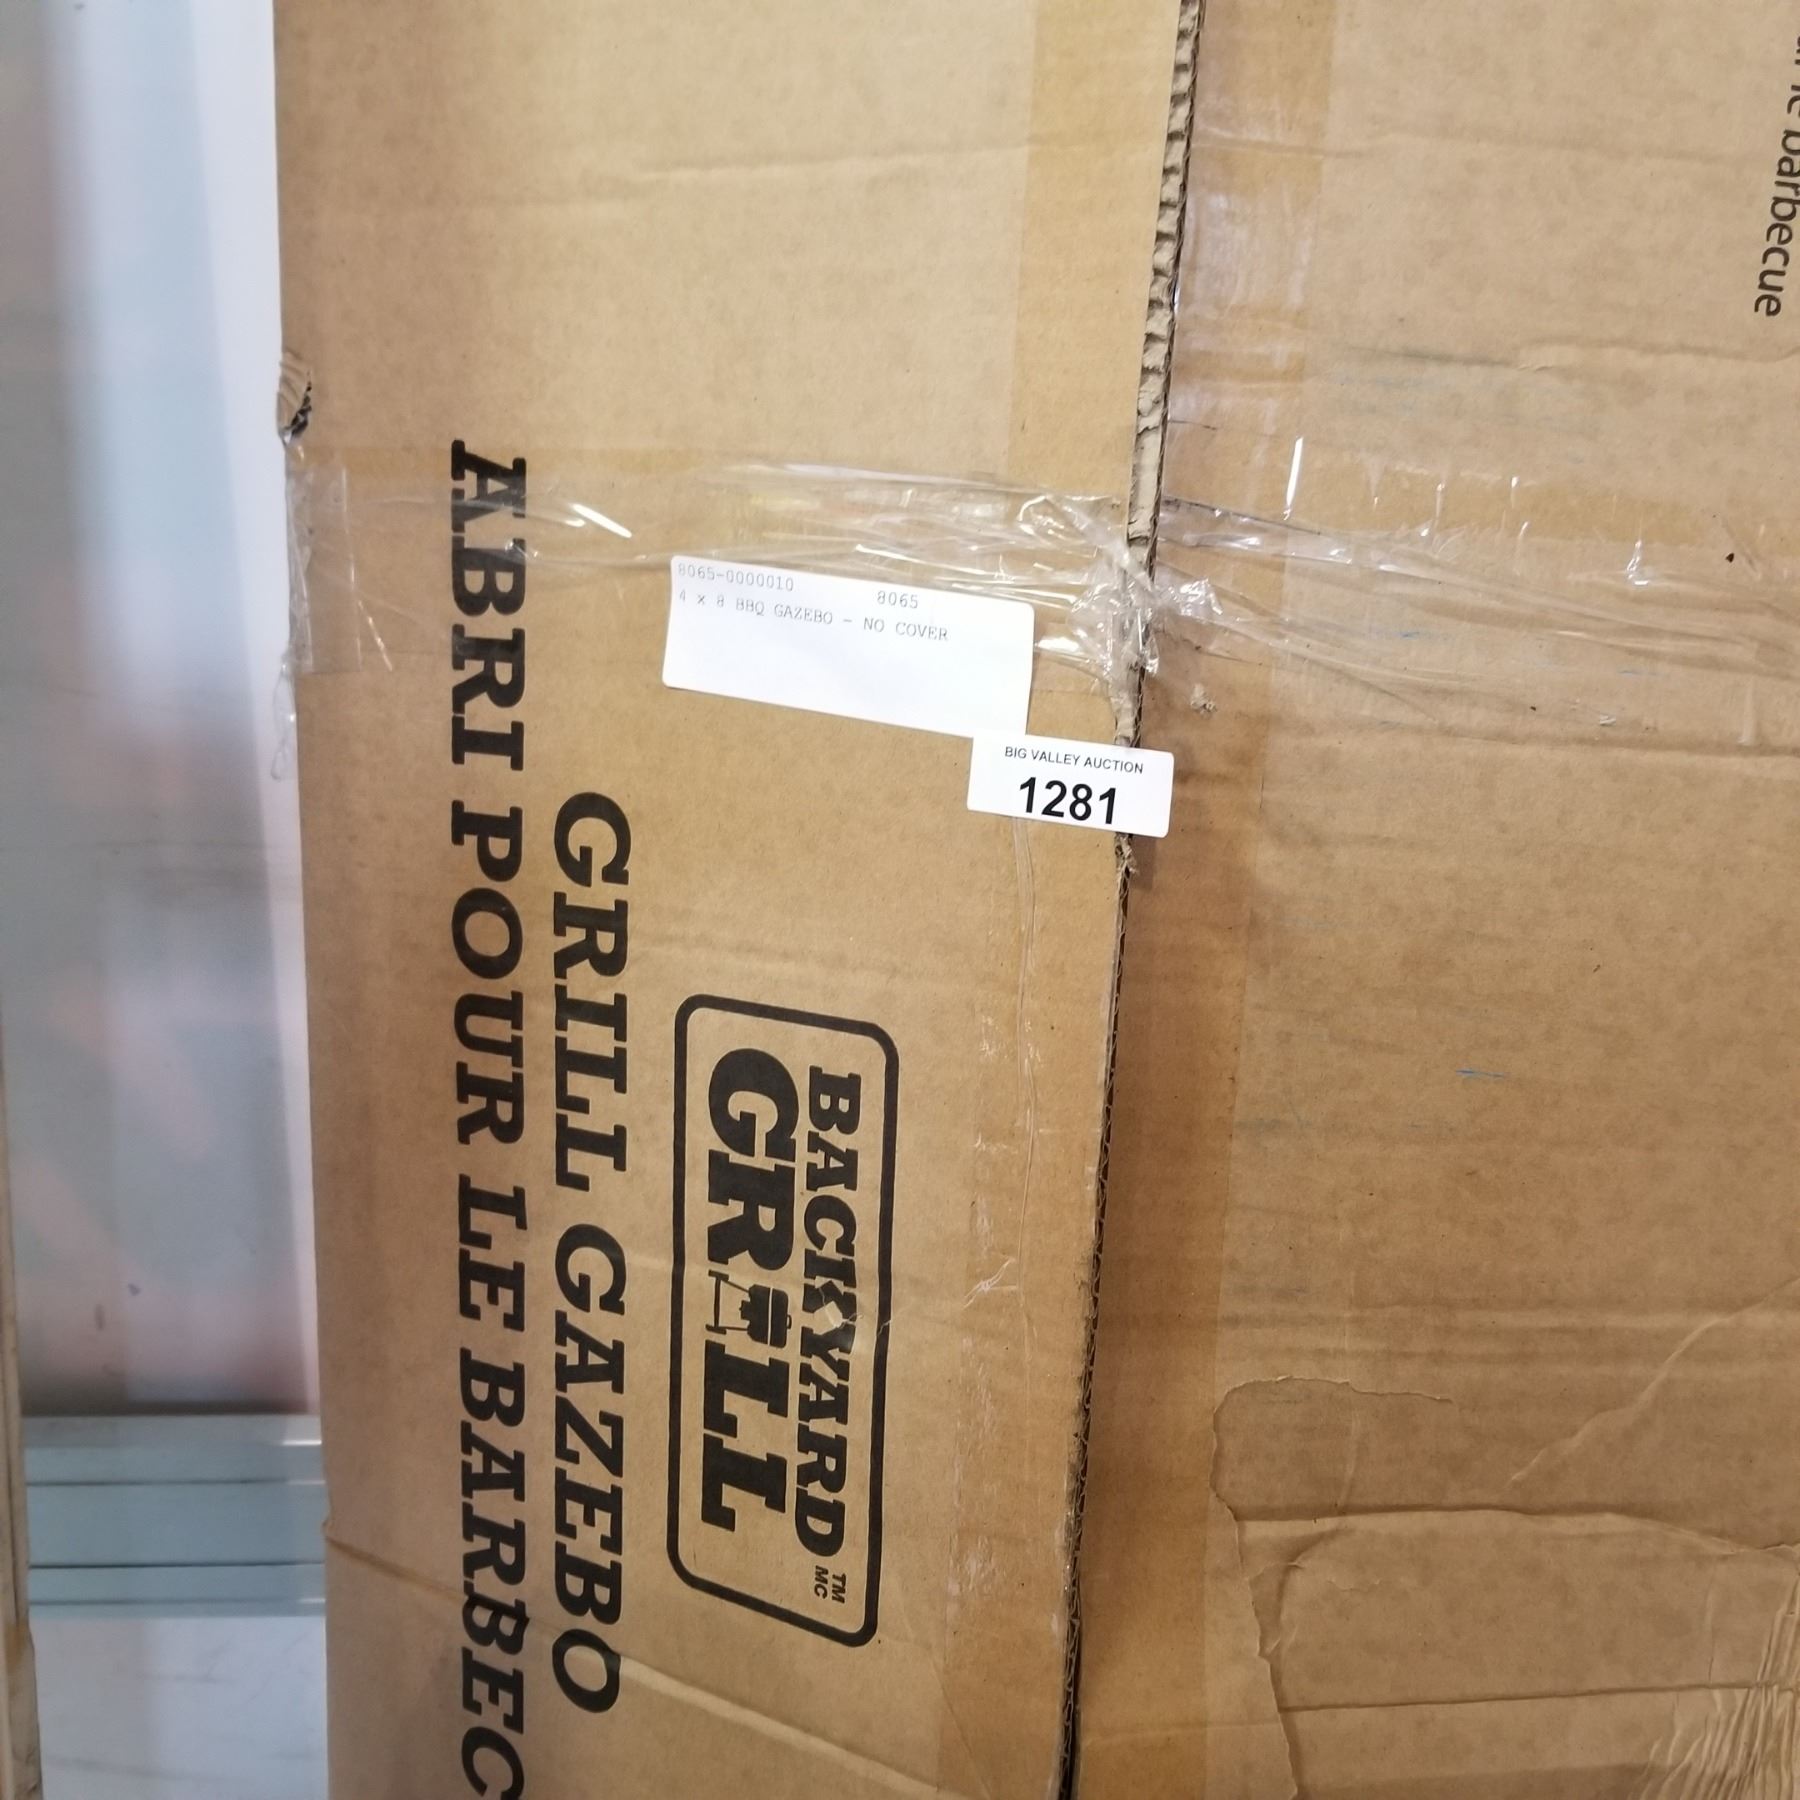 8065-0000010 8065
4 x 8 BBQ GAZEBO - NO COVER
BIG VALLEY AUCTION
1281
BACKYARD
GRILL
TM
MC
GRILL GAZEBO
ABRI POUR LE BARBEC
barbecue